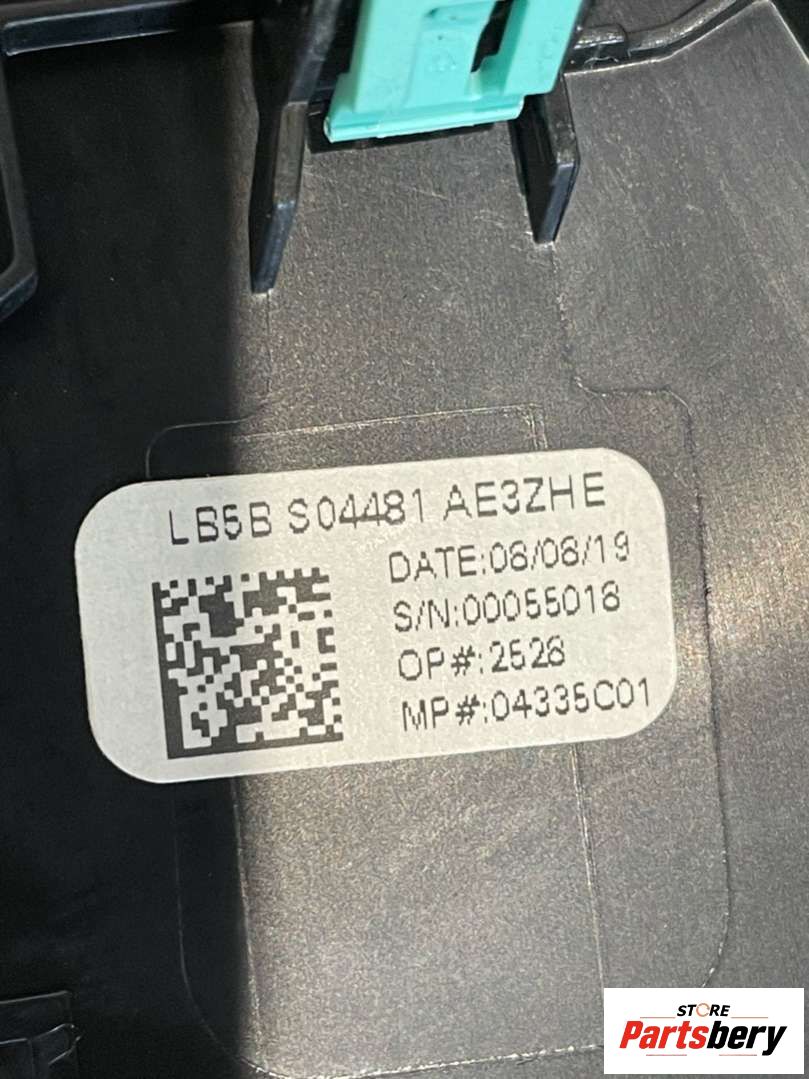 LB5B S04481 AE3ZHE
DATE:08/08/19
S/N:00055018
OP#:2528
MP#:04335C01
STORE
Partsbery